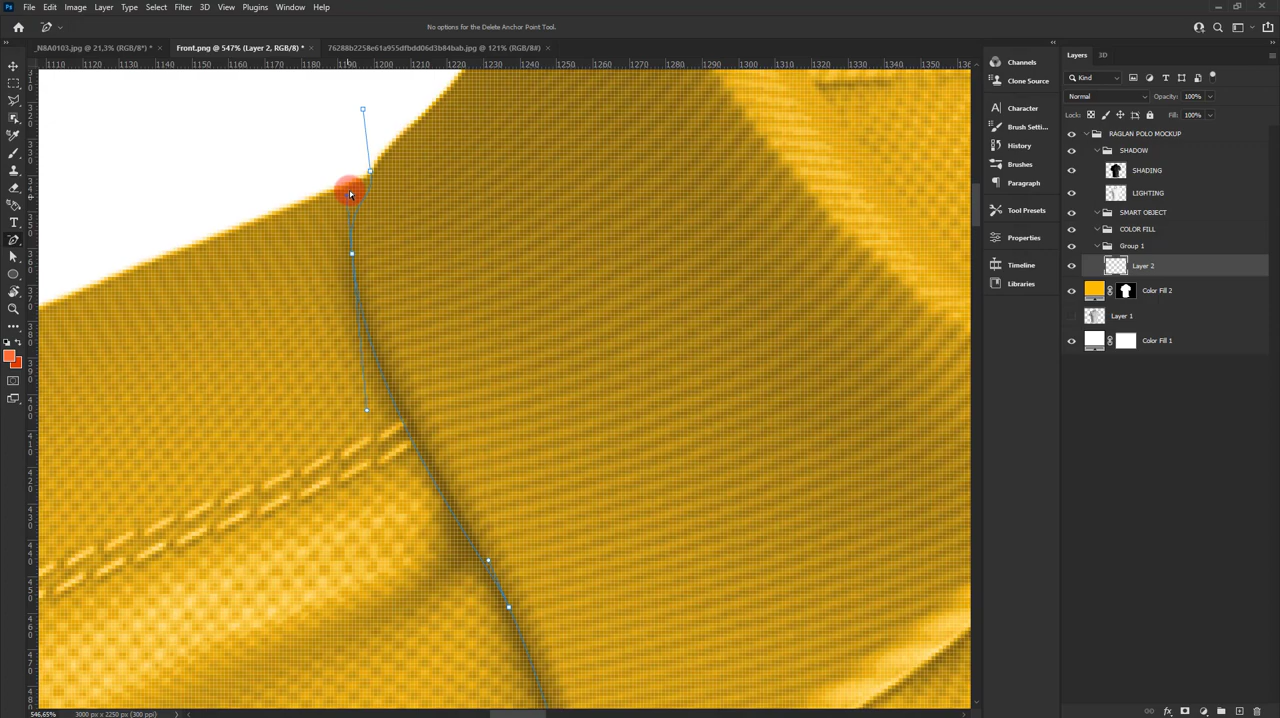 File Edit Image Layer Type Select Filter 3D View Plugins Window Help
No options for the Delete Anchor Point Tool.
_N8A0103.jpg @ 21,3% (RGB/8*) * ×
Front.png @ 547% (Layer 2, RGB/8) * ×
76288b2258e61a955dfbdd06d3b84bab.jpg @ 121% (RGB/8#) ×
1110 1120 1130 1140 1150 1160 1170 1180 1190 1200 1210 1220 1230 1240 1250 1260 1270 1280 1290 1300 1310 1320 1330 1340 1350
Channels
Clone Source
Character
Brush Setti...
History
Brushes
Paragraph
Tool Presets
Properties
Timeline
Libraries
Layers 3D
Kind
Normal Opacity: 100%
Lock: Fill: 100%
RAGLAN POLO MOCKUP
SHADOW
SHADING
LIGHTING
SMART OBJECT
COLOR FILL
Group 1
Layer 2
Color Fill 2
Layer 1
Color Fill 1
546,65% 3000 px x 2250 px (300 ppi)